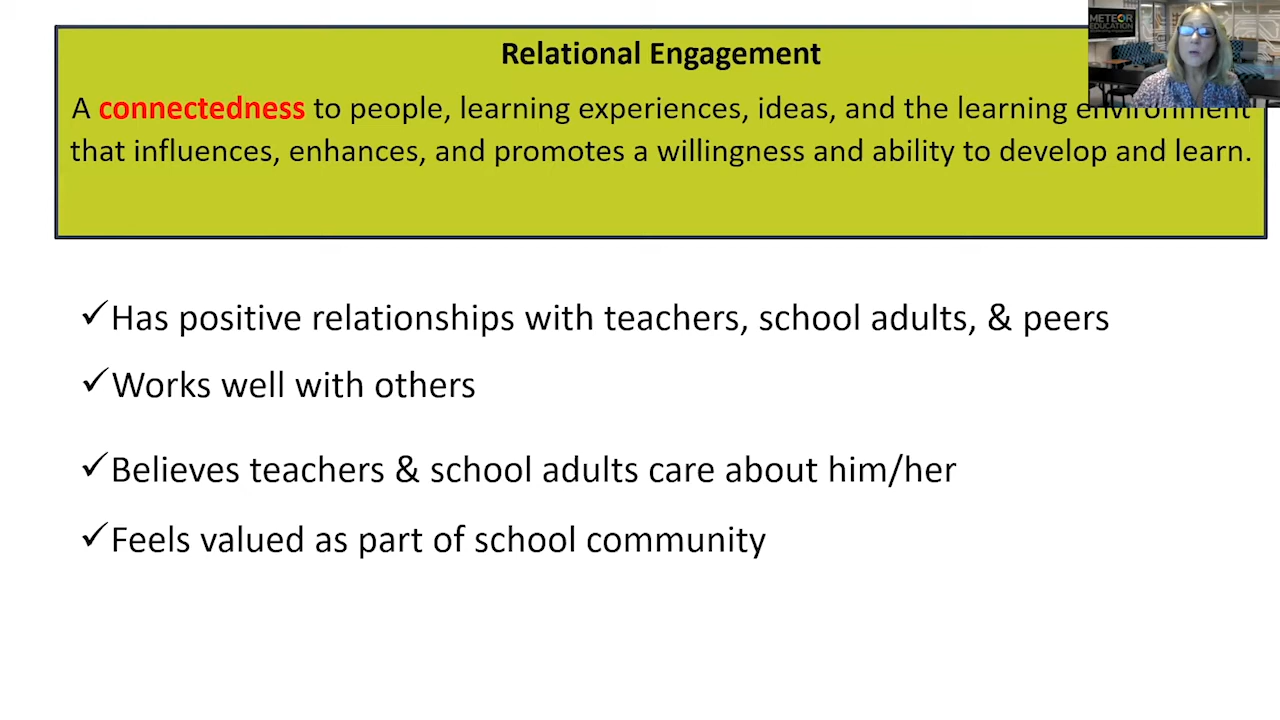 Relational Engagement
METEOR
EDUCATION
A connectedness to people, learning experiences, ideas, and the learning environment
that influences, enhances, and promotes a willingness and ability to develop and learn.
✓Has positive relationships with teachers, school adults, & peers
✓Works well with others
✓Believes teachers & school adults care about him/her
✓Feels valued as part of school community